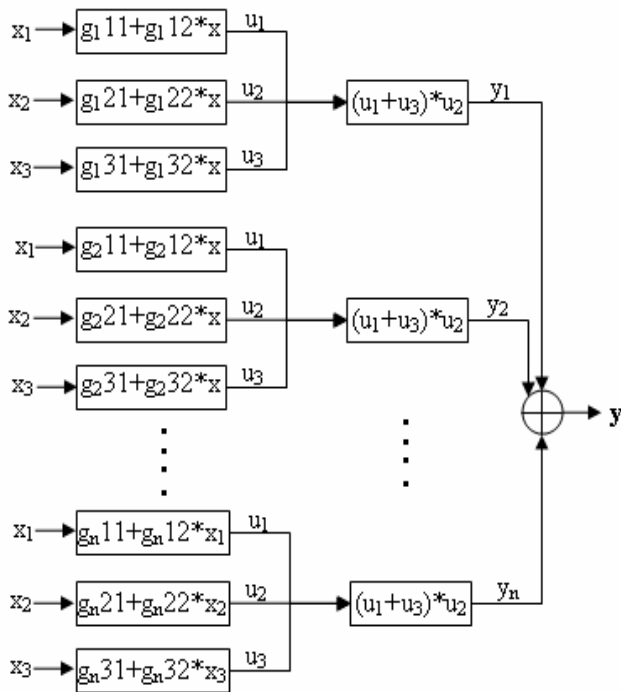 x₁ g₁11+g₁12*x u₁
x₂ g₁21+g₁22*x u₂ (u₁+u₃)*u₂ y₁
x₃ g₁31+g₁32*x u₃
x₁ g₂11+g₂12*x u₁
x₂ g₂21+g₂22*x u₂ (u₁+u₃)*u₂ y₂
x₃ g₂31+g₂32*x u₃
y
x₁ gₙ11+gₙ12*x₁ u₁
x₂ gₙ21+gₙ22*x₂ u₂ (u₁+u₃)*u₂ yₙ
x₃ gₙ31+gₙ32*x₃ u₃